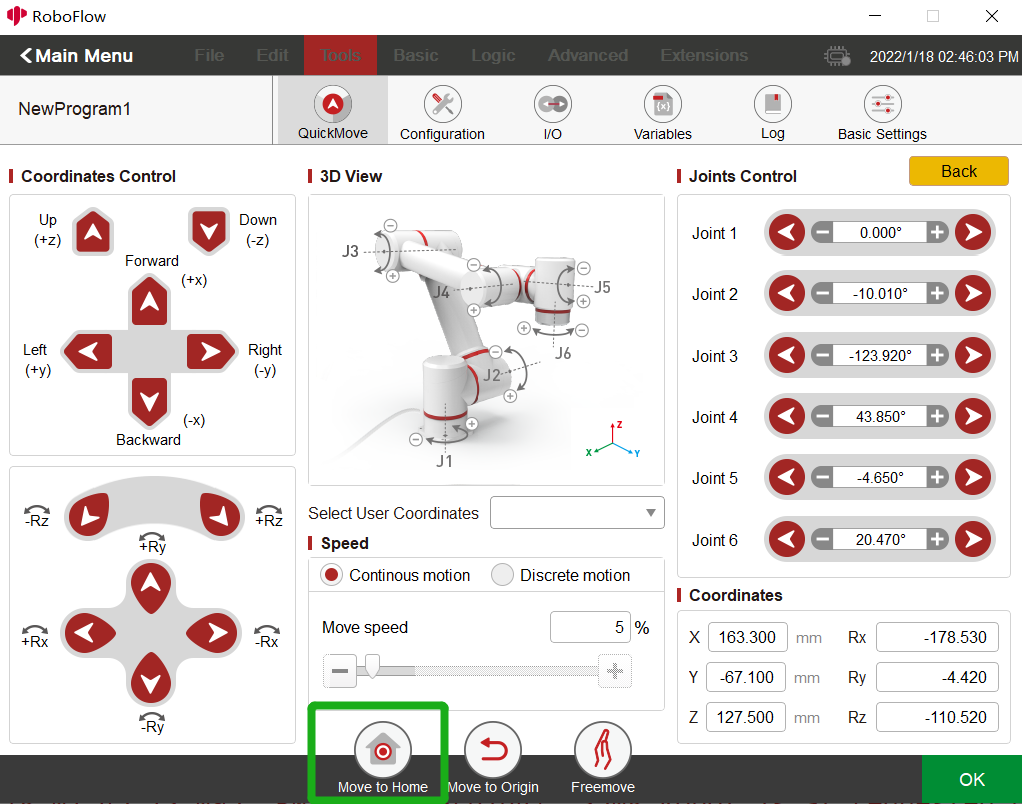 RoboFlow
Main Menu File Edit Tools Basic Logic Advanced Extensions 2022/1/18 02:46:03 PM
NewProgram1
QuickMove Configuration I/O Variables Log Basic Settings
Coordinates Control
Up
(+z)
Down
(-z)
Forward
(+x)
Left
(+y)
Right
(-y)
(-x)
Backward
-Rz
+Rz
+Ry
+Rx
-Rx
-Ry
3D View
J3
J4
J5
J6
J2
J1
Z
X
Y
Select User Coordinates
Speed
Continous motion Discrete motion
Move speed 5 %
Move to Home Move to Origin Freemove
Joints Control Back
Joint 1 0.000°
Joint 2 -10.010°
Joint 3 -123.920°
Joint 4 43.850°
Joint 5 -4.650°
Joint 6 20.470°
Coordinates
X 163.300 mm Rx -178.530
Y -67.100 mm Ry -4.420
Z 127.500 mm Rz -110.520
OK